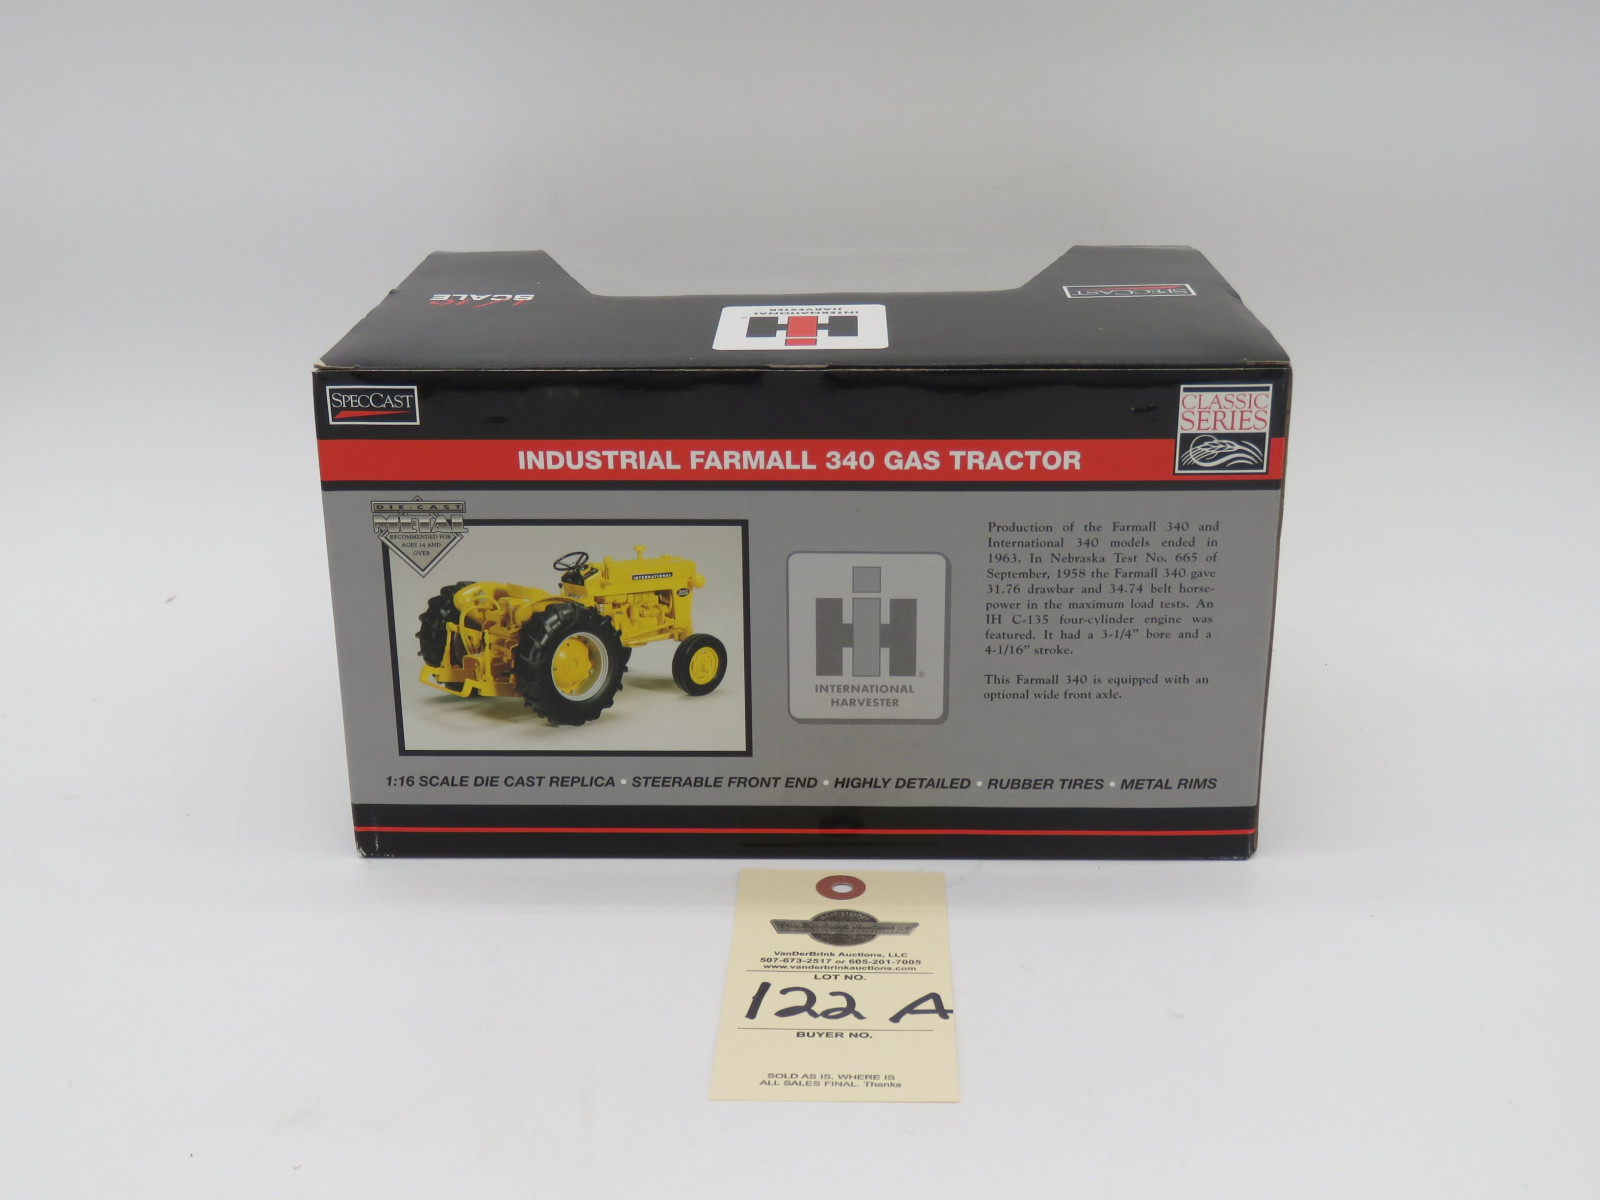 1/16
SCALE
SPECCAST
INTERNATIONAL
HARVESTER
SPECCAST
CLASSIC
SERIES
INDUSTRIAL FARMALL 340 GAS TRACTOR
DIE-CAST
METAL
RECOMMENDED FOR
AGES 14 AND
OVER
INTERNATIONAL
INTERNATIONAL
HARVESTER
Production of the Farmall 340 and
International 340 models ended in
1963. In Nebraska Test No. 665 of
September, 1958 the Farmall 340 gave
31.76 drawbar and 34.74 belt horse-
power in the maximum load tests. An
IH C-135 four-cylinder engine was
featured. It had a 3-1/4" bore and a
4-1/16" stroke.
This Farmall 340 is equipped with an
optional wide front axle.
1:16 SCALE DIE CAST REPLICA • STEERABLE FRONT END • HIGHLY DETAILED • RUBBER TIRES • METAL RIMS
AUCTIONS
VanDerBrink Auctions, LLC
507-673-2517 or 605-201-7005
www.vanderbrinkauctions.com
LOT NO.
122 A
BUYER NO.
SOLD AS IS, WHERE IS
ALL SALES FINAL. Thanks